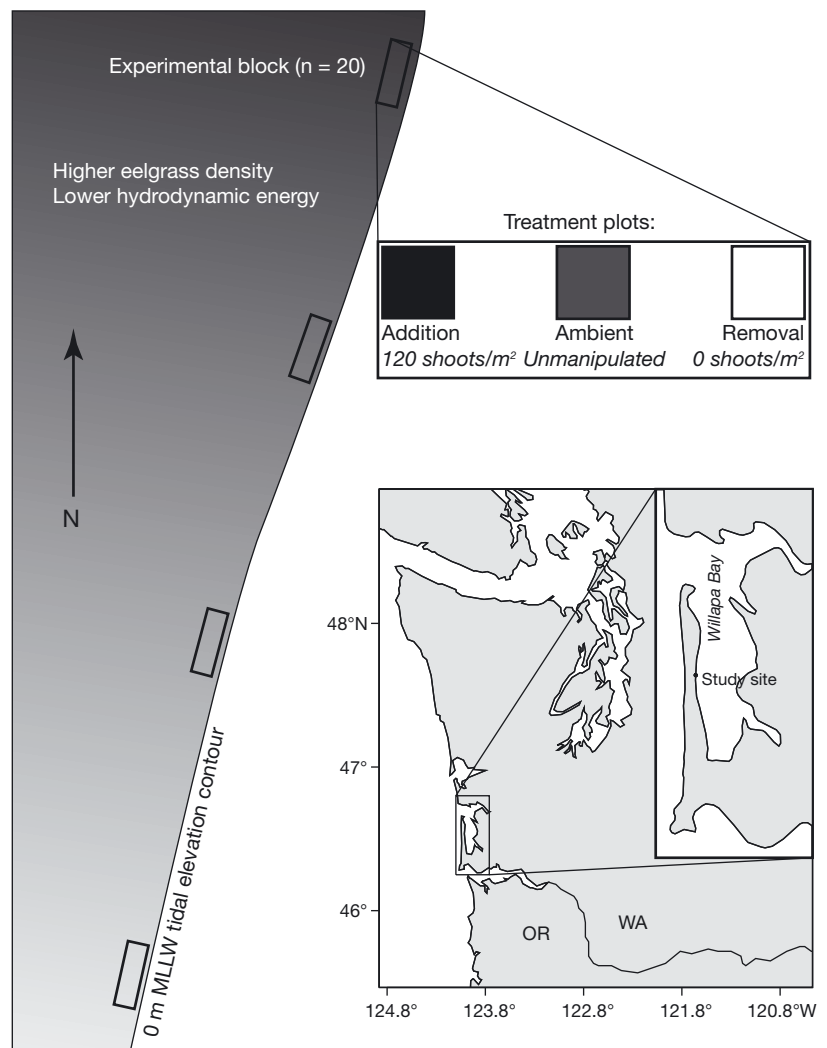 Experimental block (n = 20)
Higher eelgrass density
Lower hydrodynamic energy
N
0 m MLLW tidal elevation contour
Treatment plots:
Addition
120 shoots/m²
Ambient
Unmanipulated
Removal
0 shoots/m²
48°N
47°
46°
124.8°
123.8°
122.8°
121.8°
120.8°W
OR
WA
Willapa Bay
Study site